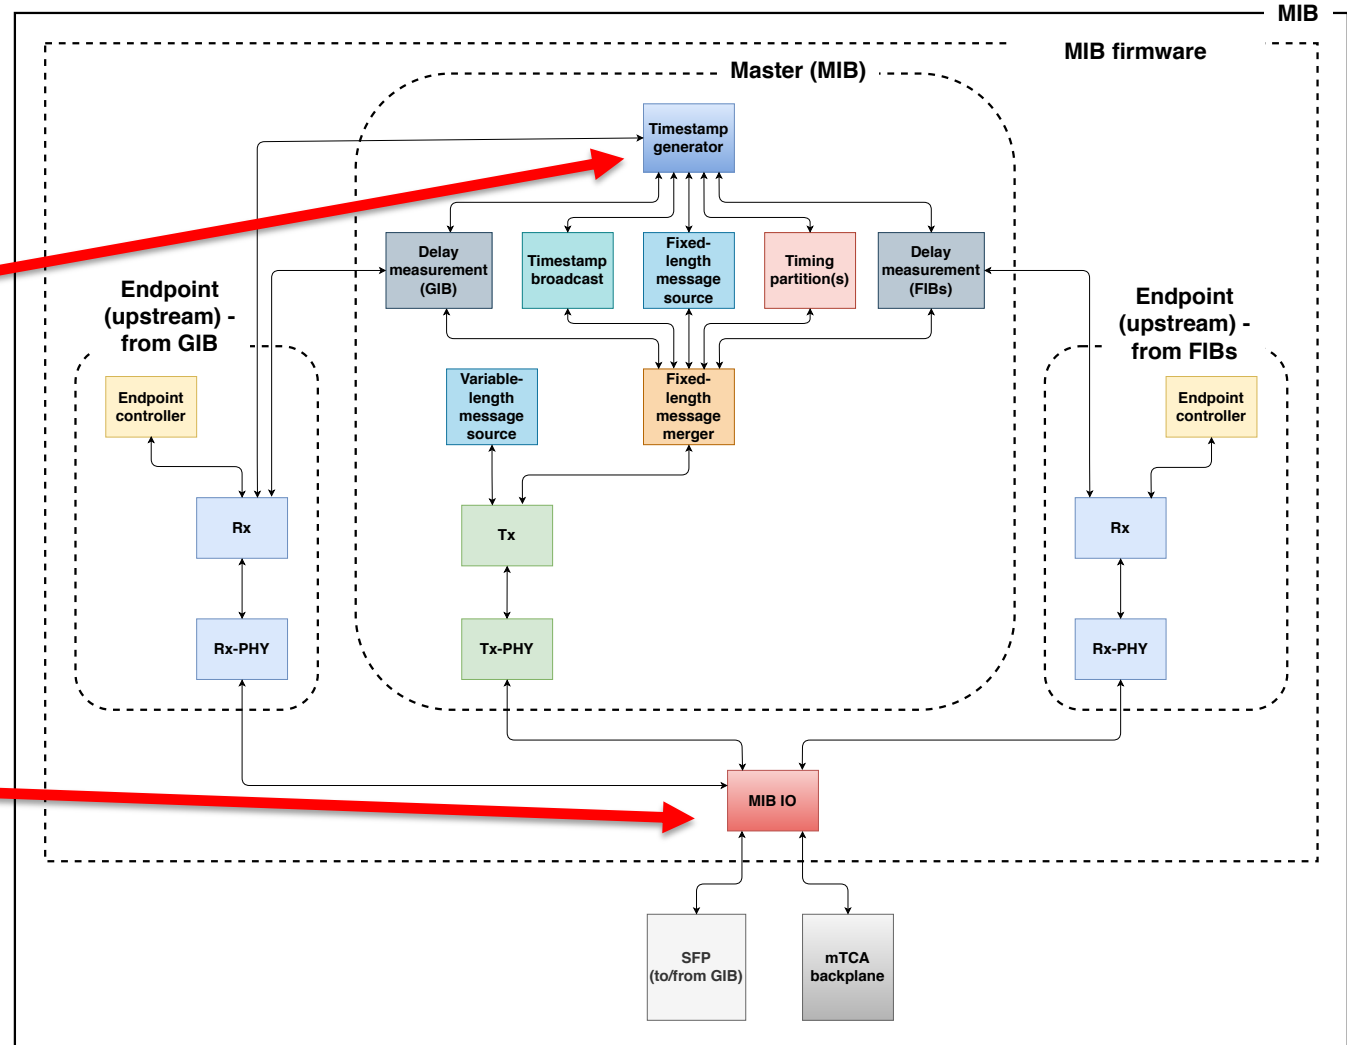 MIB
MIB firmware
Master (MIB)
Timestamp
generator
Delay
measurement
(GIB)
Timestamp
broadcast
Fixed-
length
message
source
Timing
partition(s)
Delay
measurement
(FIBs)
Endpoint
(upstream) -
from GIB
Endpoint
(upstream) -
from FIBs
Endpoint
controller
Variable-
length
message
source
Fixed-
length
message
merger
Endpoint
controller
Rx
Tx
Rx
Rx-PHY
Tx-PHY
Rx-PHY
MIB IO
SFP
(to/from GIB)
mTCA
backplane